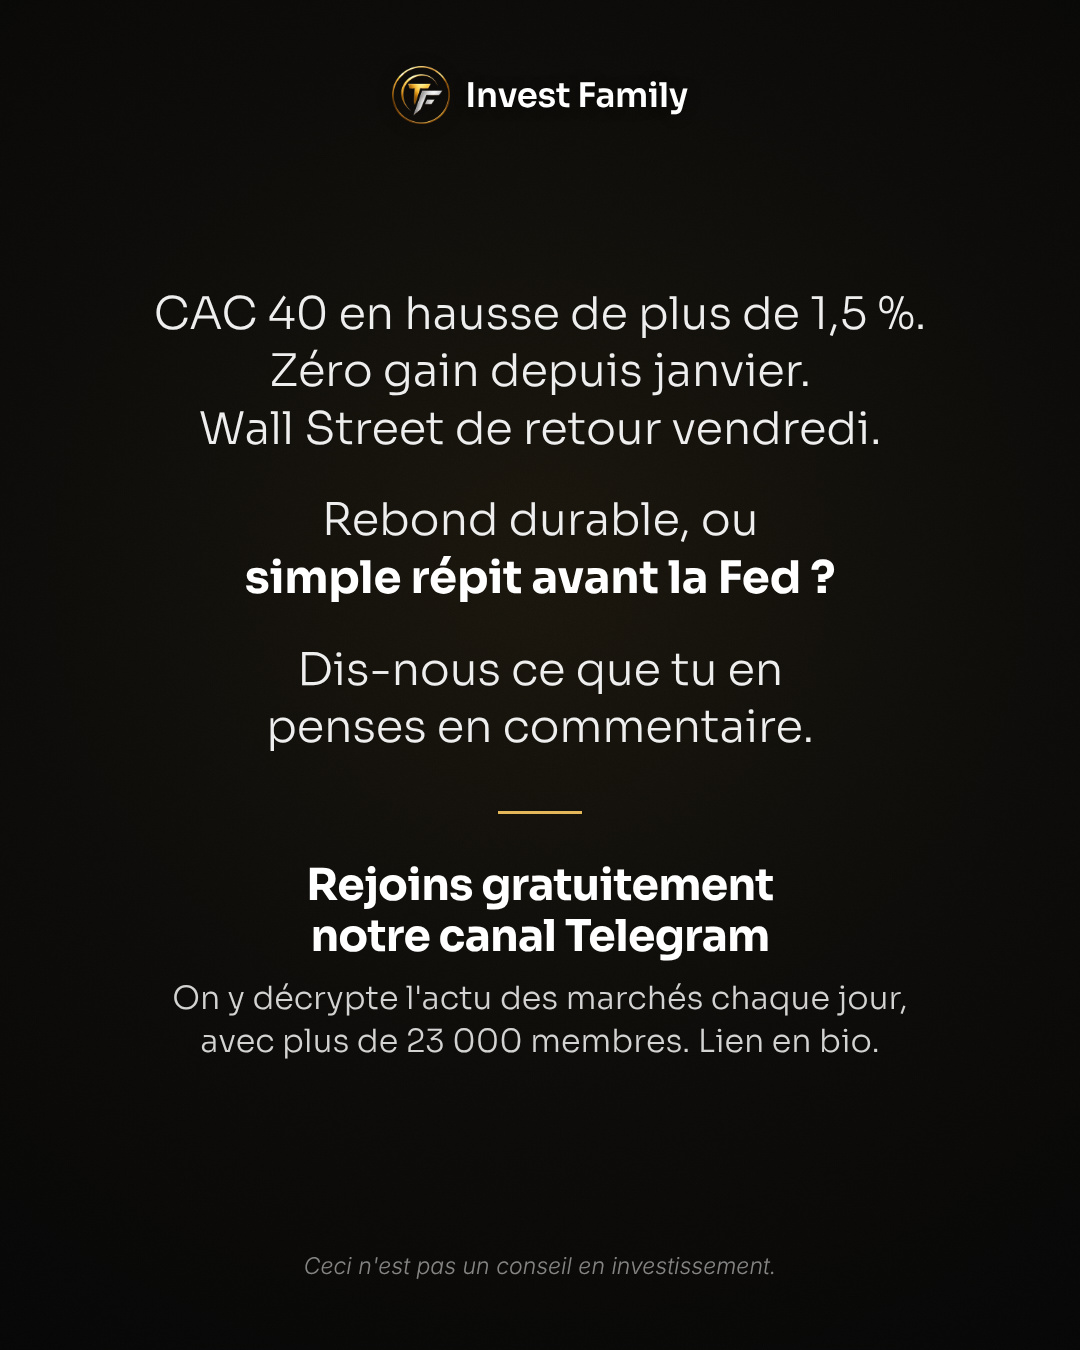 TF Invest Family
CAC 40 en hausse de plus de 1,5 %.
Zéro gain depuis janvier.
Wall Street de retour vendredi.
Rebond durable, ou
simple répit avant la Fed ?
Dis-nous ce que tu en
penses en commentaire.
Rejoins gratuitement
notre canal Telegram
On y décrypte l'actu des marchés chaque jour,
avec plus de 23 000 membres. Lien en bio.
Ceci n'est pas un conseil en investissement.